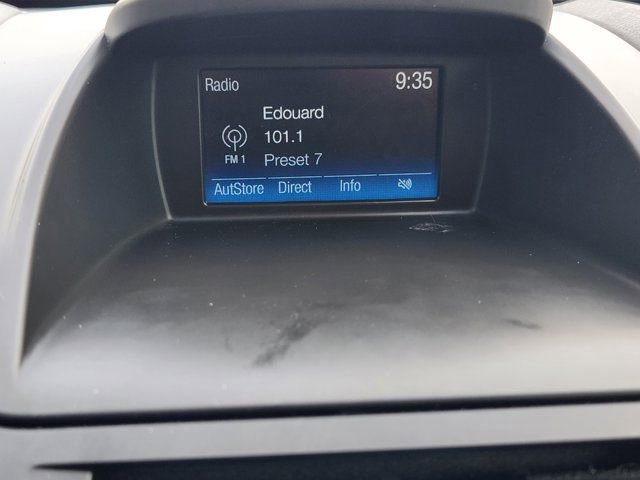 Radio 9:35
Edouard
101.1
FM 1 Preset 7
AutStore Direct Info